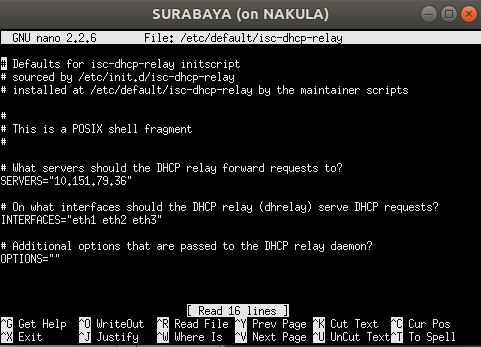 SURABAYA (on NAKULA)
GNU nano 2.2.6 File: /etc/default/isc-dhcp-relay
# Defaults for isc-dhcp-relay initscript
# sourced by /etc/init.d/isc-dhcp-relay
# installed at /etc/default/isc-dhcp-relay by the maintainer scripts
#
# This is a POSIX shell fragment
#
# What servers should the DHCP relay forward requests to?
SERVERS="10.151.79.36"
# On what interfaces should the DHCP relay (dhrelay) serve DHCP requests?
INTERFACES="eth1 eth2 eth3"
# Additional options that are passed to the DHCP relay daemon?
OPTIONS=""
[ Read 16 lines ]
^G Get Help ^O WriteOut ^R Read File ^Y Prev Page ^K Cut Text ^C Cur Pos
^X Exit ^J Justify ^W Where Is ^V Next Page ^U UnCut Text ^T To Spell